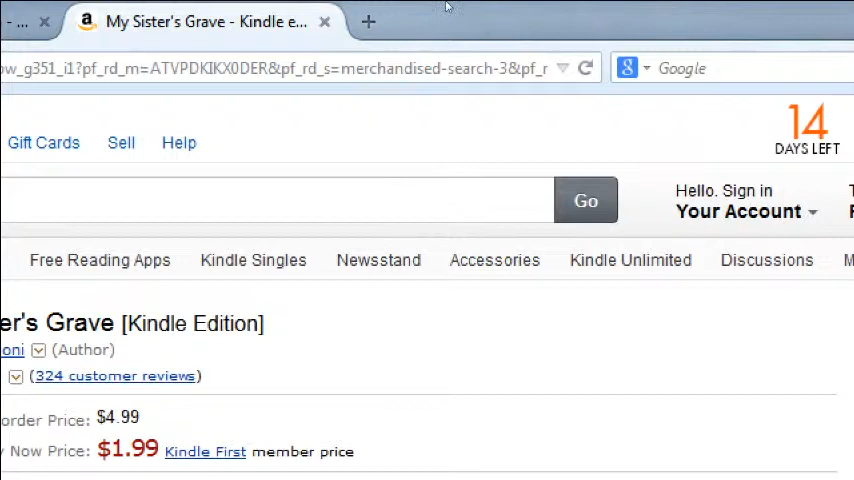 - ...
My Sister's Grave - Kindle e...
ow_g351_i1?pf_rd_m=ATVPDKIKX0DER&pf_rd_s=merchandised-search-3&pf_r
Google
14
DAYS LEFT
Gift Cards Sell Help
Go
Hello. Sign in
Your Account
Free Reading Apps Kindle Singles Newsstand Accessories Kindle Unlimited Discussions M
er's Grave [Kindle Edition]
oni (Author)
(324 customer reviews)
order Price: $4.99
y Now Price: $1.99 Kindle First member price